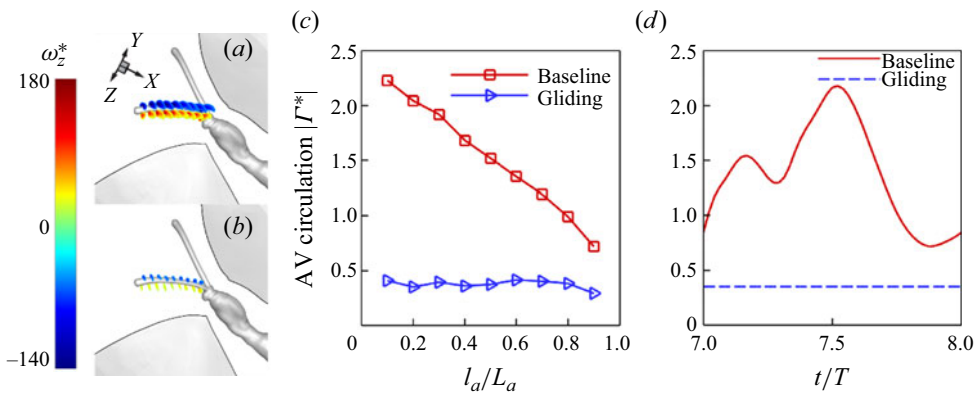 ω*z
180
0
–140
Y
X
Z
(a)
(b)
(c)
2.5
2.0
1.5
1.0
0.5
0
0.2 0.4 0.6 0.8 1.0
AV circulation |Γ*|
la/La
Baseline
Gliding
(d)
2.5
2.0
1.5
1.0
0.5
0
7.0 7.5 8.0
t/T
Baseline
Gliding